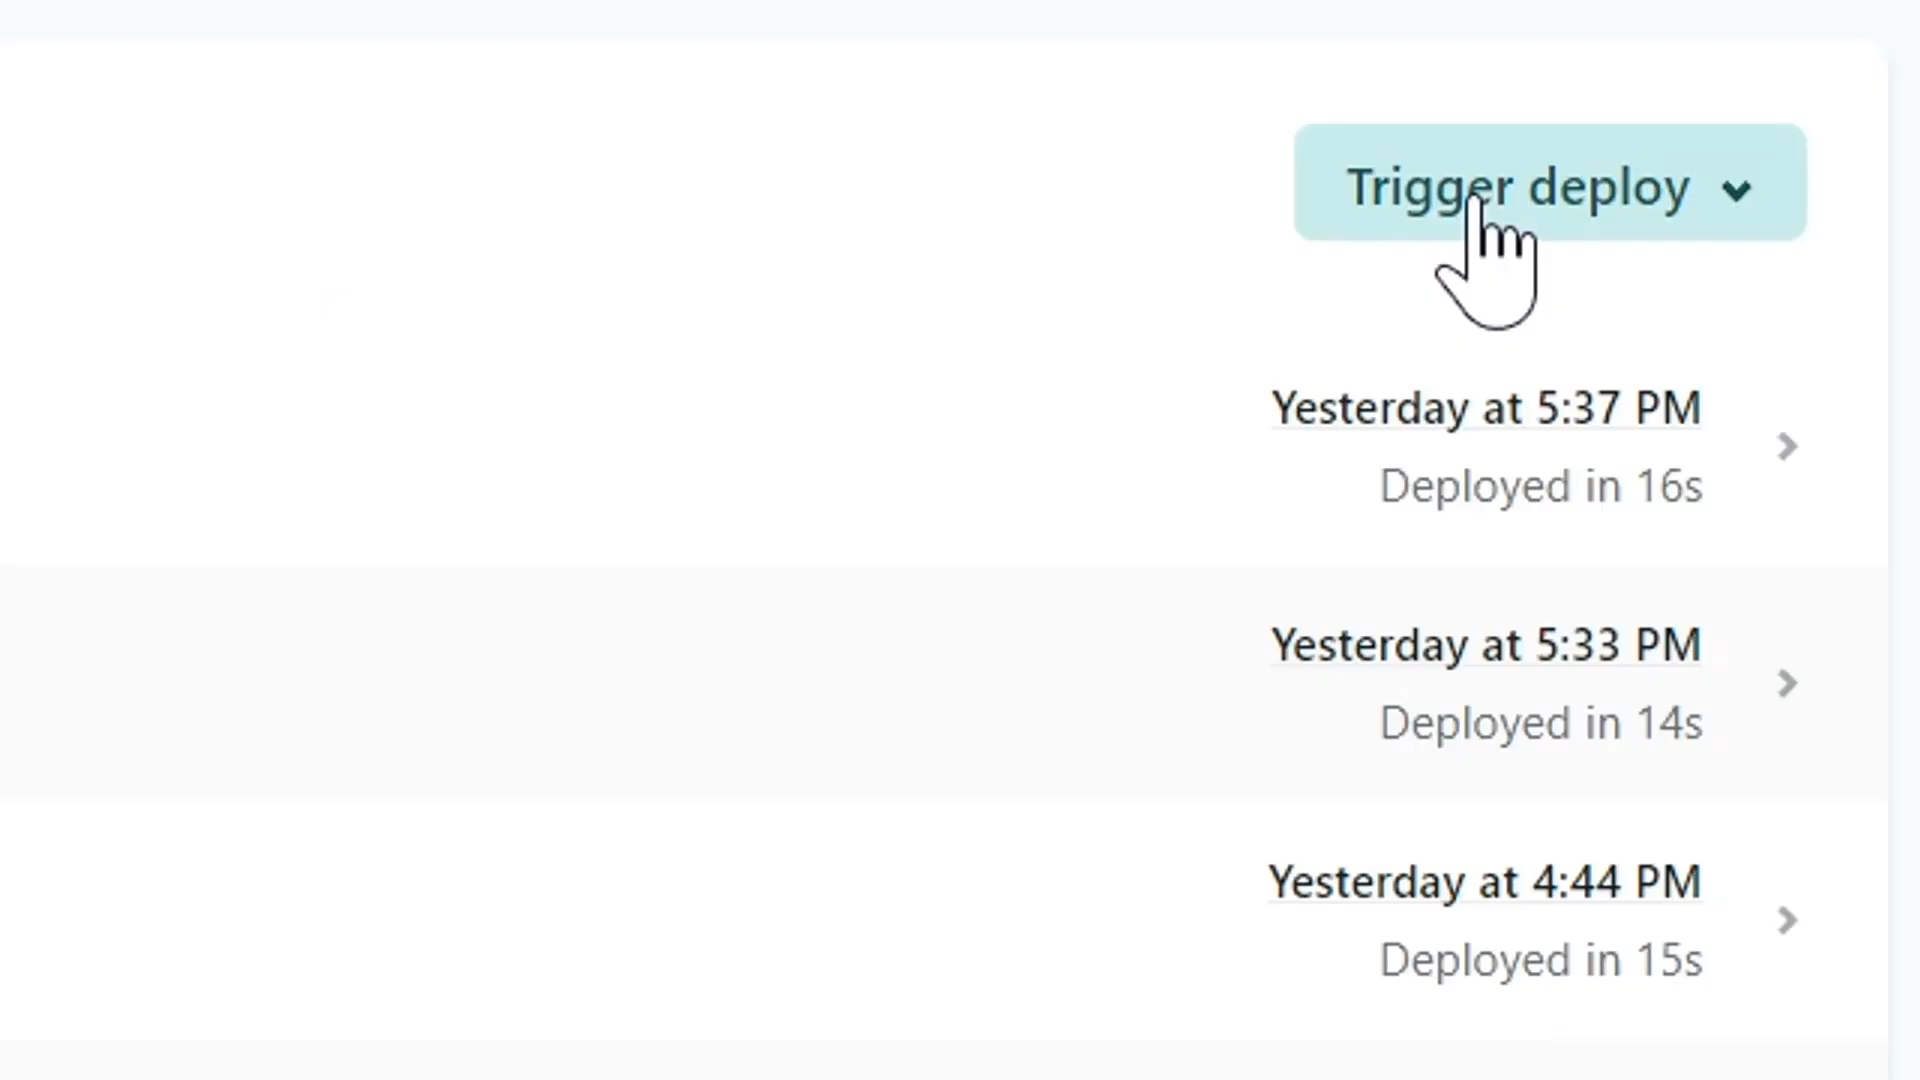 Trigger deploy
Yesterday at 5:37 PM
Deployed in 16s
Yesterday at 5:33 PM
Deployed in 14s
Yesterday at 4:44 PM
Deployed in 15s